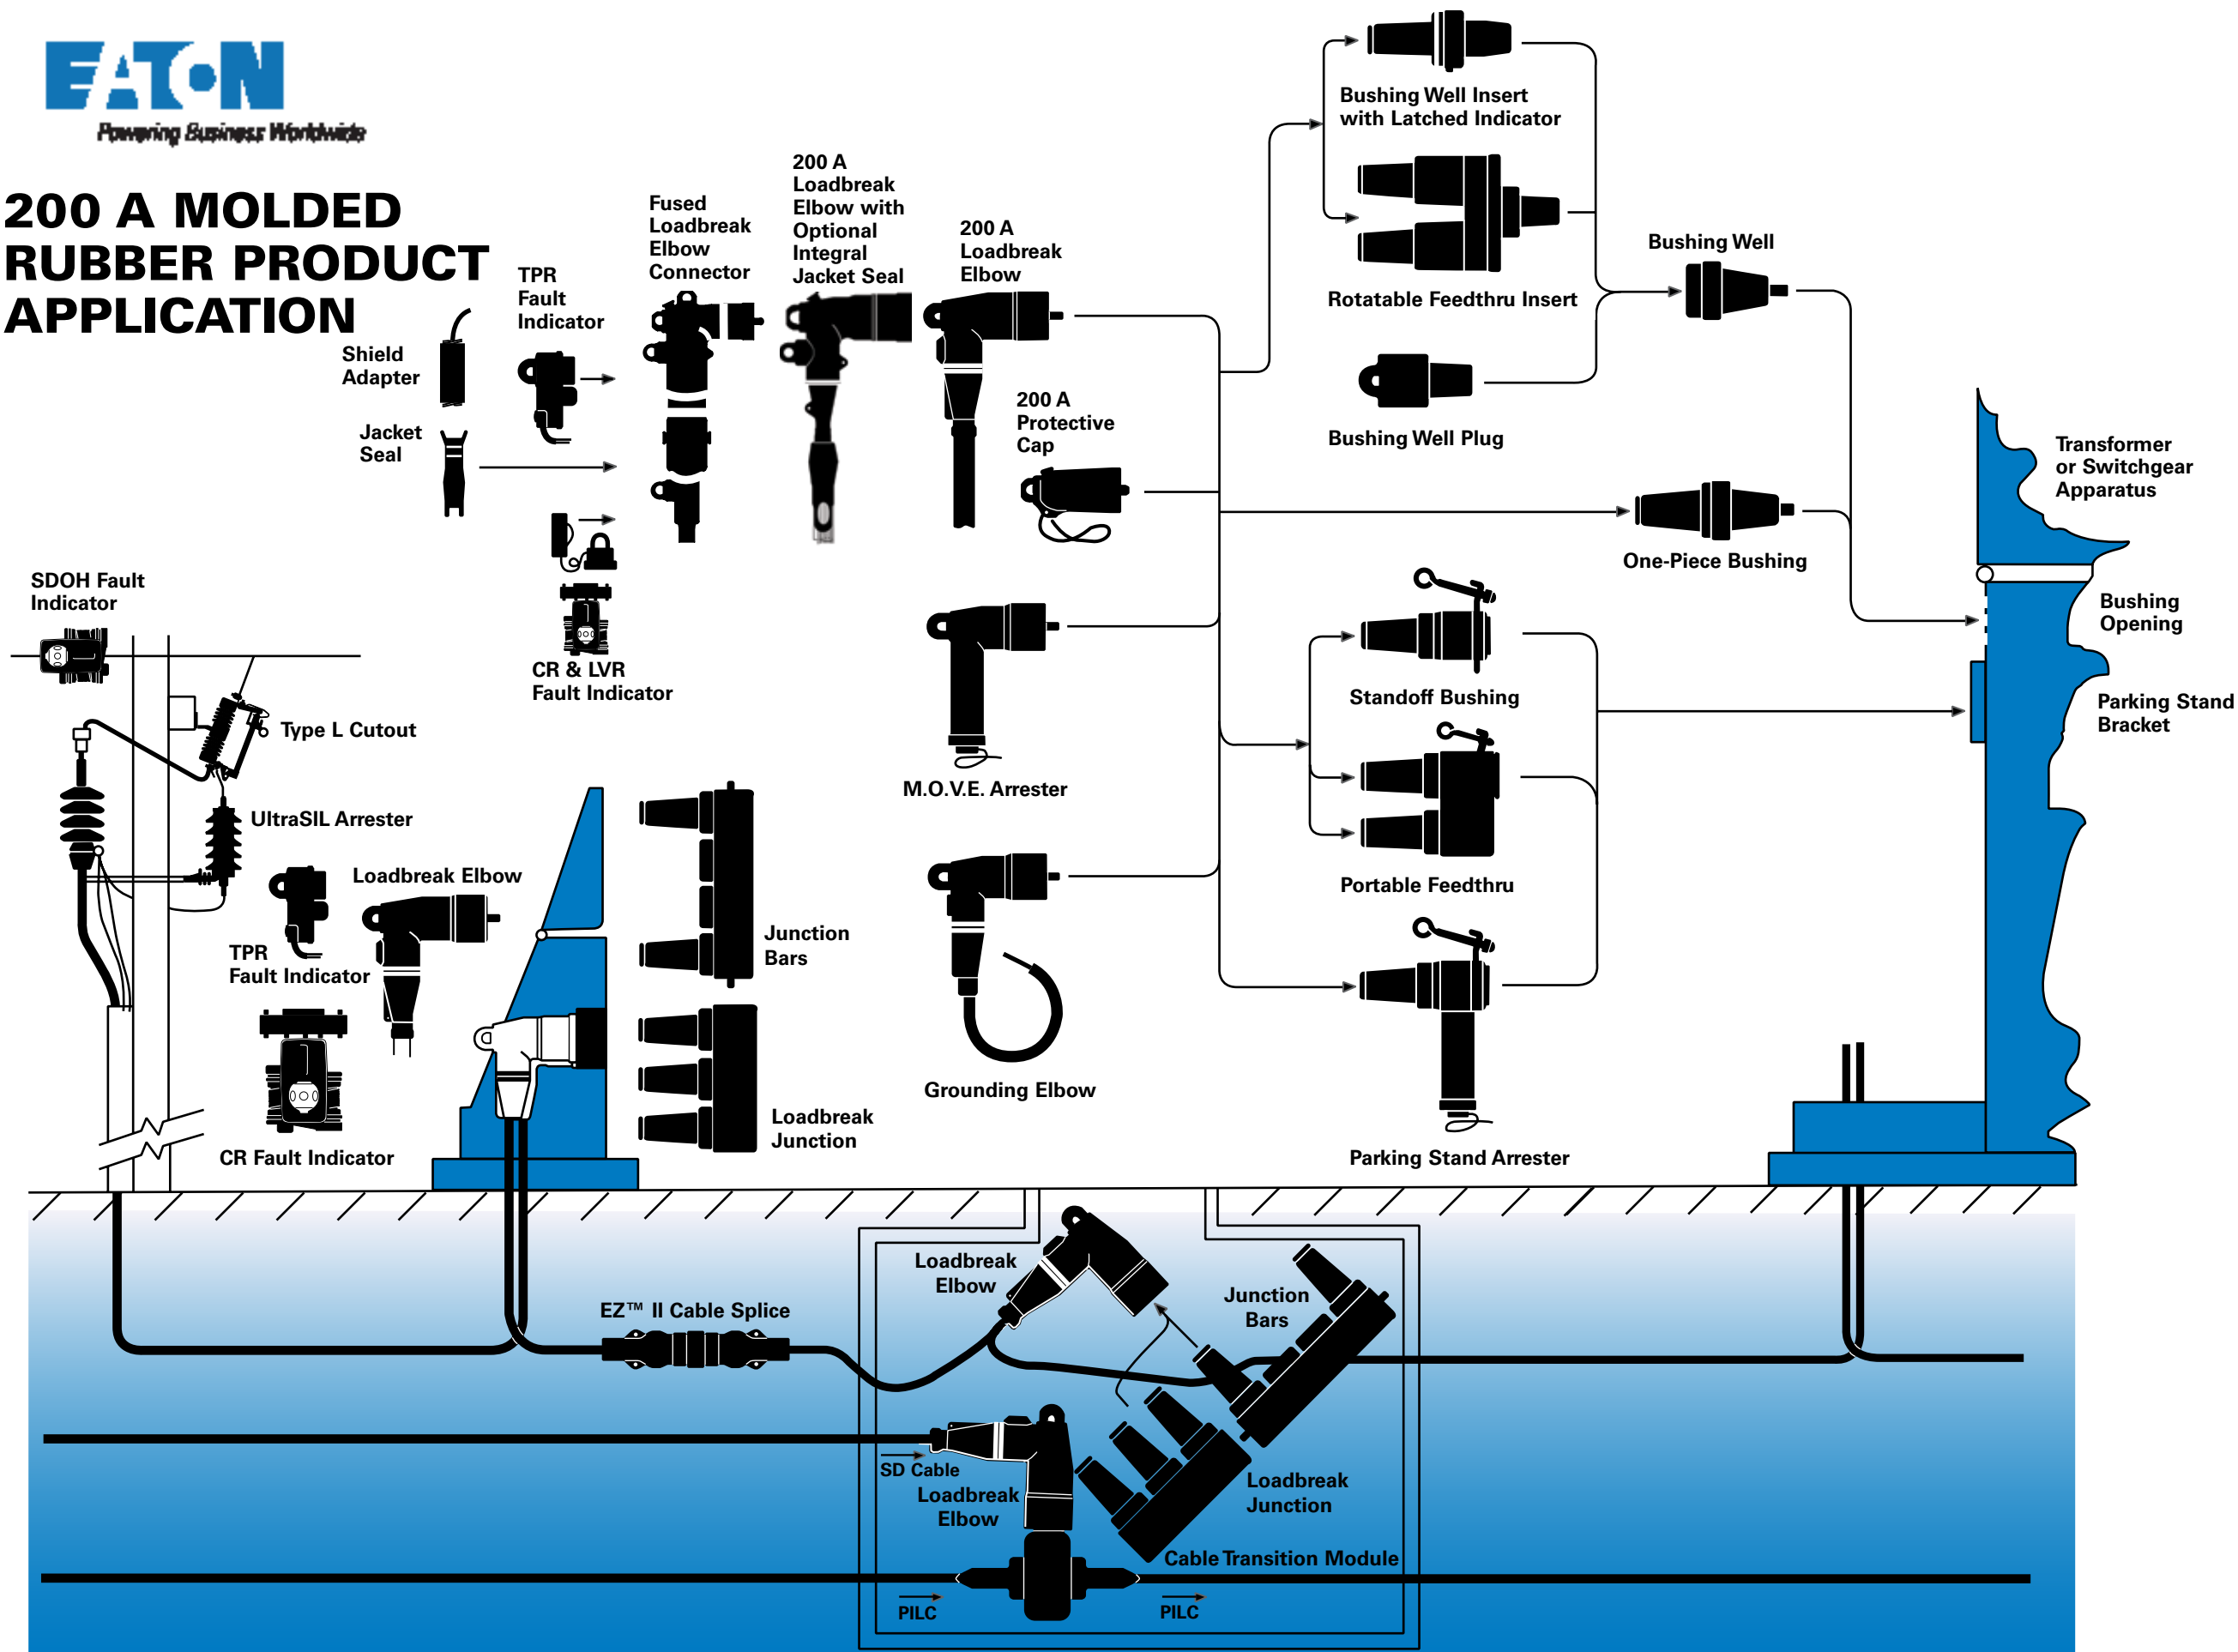 EATON
Powering Business Worldwide
200 A MOLDED
RUBBER PRODUCT
APPLICATION
Shield
Adapter
Jacket
Seal
TPR
Fault
Indicator
Fused
Loadbreak
Elbow
Connector
200 A
Loadbreak
Elbow with
Optional
Integral
Jacket Seal
200 A
Loadbreak
Elbow
200 A
Protective
Cap
Bushing Well Insert
with Latched Indicator
Rotatable Feedthru Insert
Bushing Well
Bushing Well Plug
Transformer
or Switchgear
Apparatus
One-Piece Bushing
Bushing
Opening
Parking Stand
Bracket
SDOH Fault
Indicator
CR & LVR
Fault Indicator
Type L Cutout
UltraSIL Arrester
M.O.V.E. Arrester
Standoff Bushing
Portable Feedthru
Loadbreak Elbow
TPR
Fault Indicator
Junction
Bars
CR Fault Indicator
Loadbreak
Junction
Grounding Elbow
Parking Stand Arrester
Loadbreak
Elbow
EZ™ II Cable Splice
Junction
Bars
SD Cable
Loadbreak
Elbow
Loadbreak
Junction
Cable Transition Module
PILC
PILC